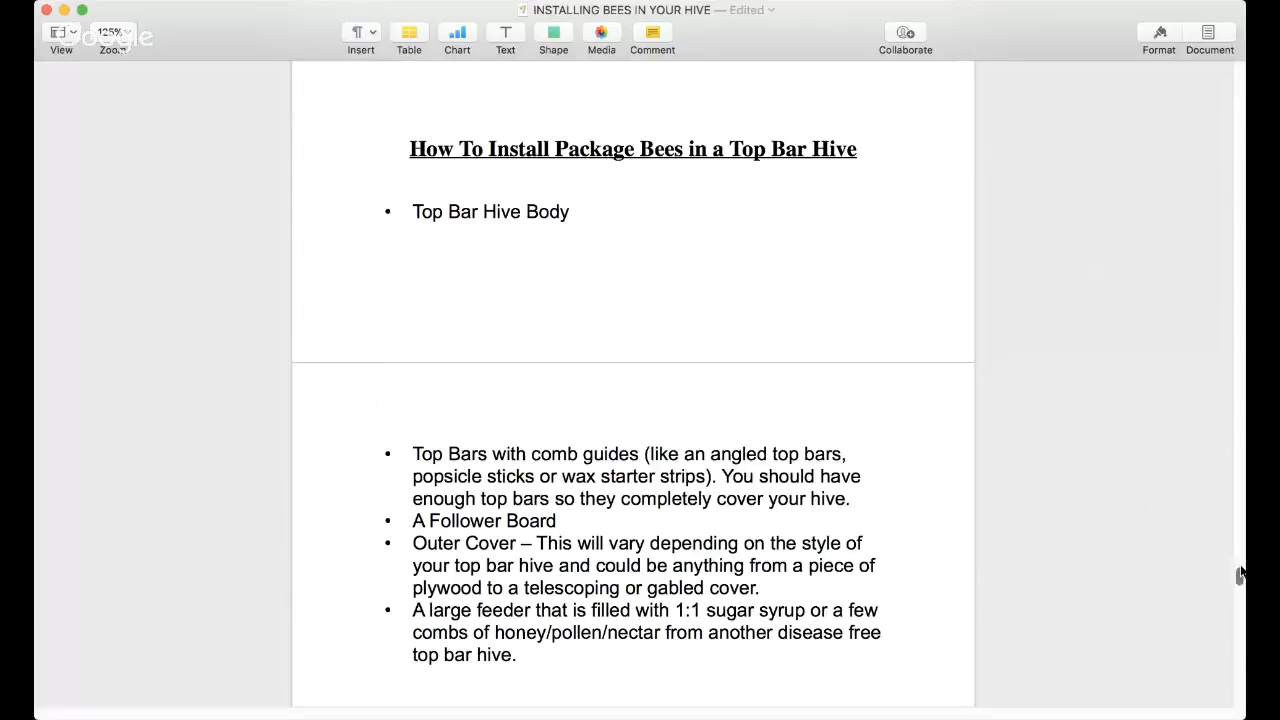 INSTALLING BEES IN YOUR HIVE — Edited
125%
Google
View
Zoom
Insert
Table
Chart
Text
Shape
Media
Comment
Collaborate
Format
Document
How To Install Package Bees in a Top Bar Hive
• Top Bar Hive Body
• Top Bars with comb guides (like an angled top bars,
popsicle sticks or wax starter strips). You should have
enough top bars so they completely cover your hive.
• A Follower Board
• Outer Cover – This will vary depending on the style of
your top bar hive and could be anything from a piece of
plywood to a telescoping or gabled cover.
• A large feeder that is filled with 1:1 sugar syrup or a few
combs of honey/pollen/nectar from another disease free
top bar hive.